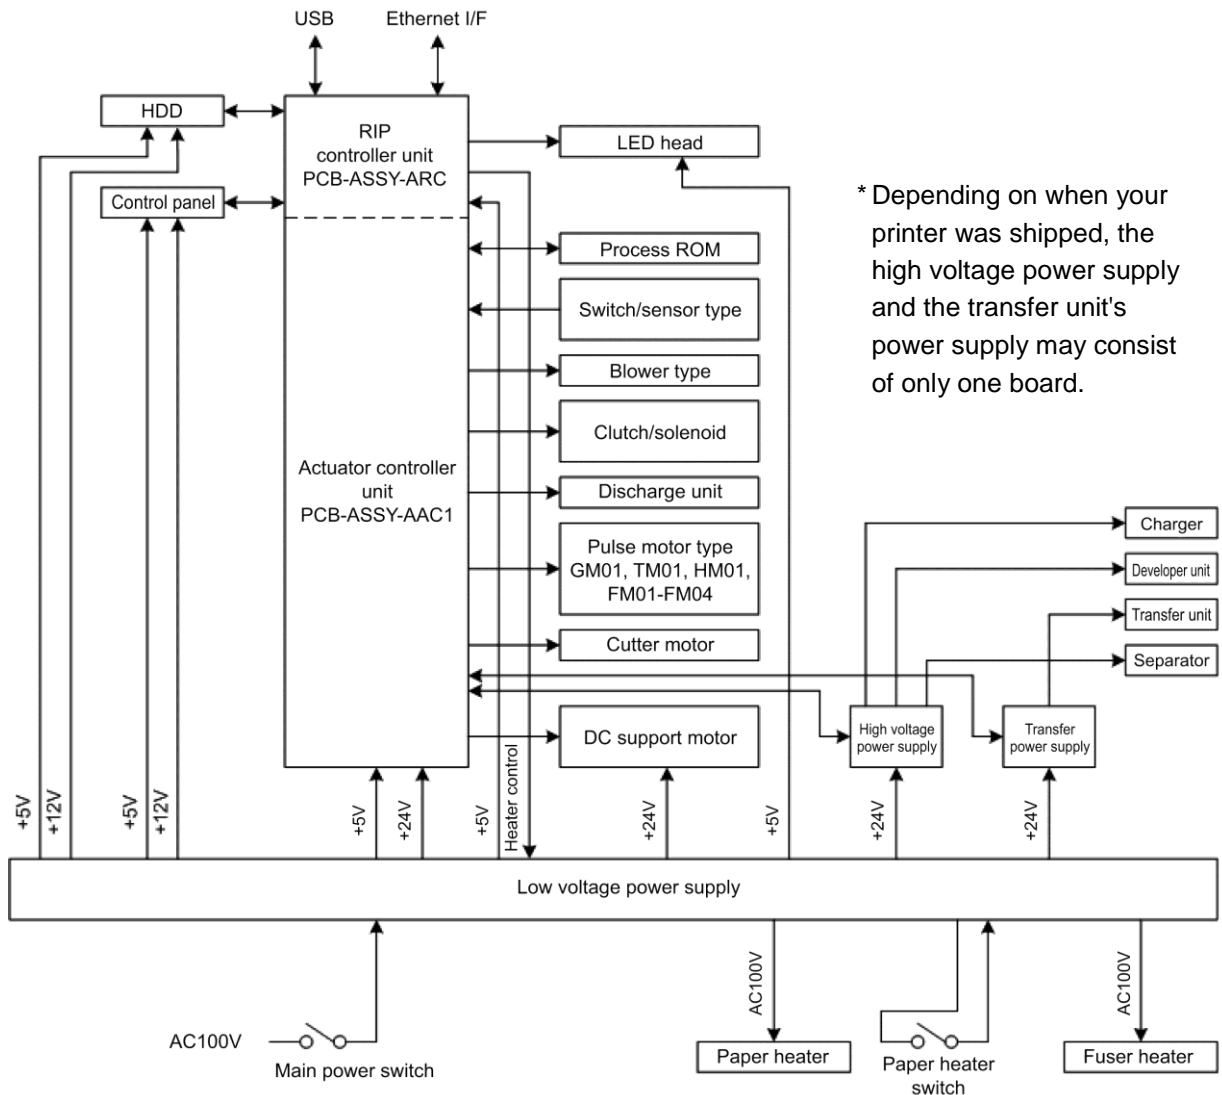 USB
Ethernet I/F
HDD
RIP
controller unit
PCB-ASSY-ARC
LED head
Control panel
* Depending on when your
printer was shipped, the
high voltage power supply
and the transfer unit's
power supply may consist
of only one board.
Process ROM
Switch/sensor type
Blower type
Clutch/solenoid
Actuator controller
unit
PCB-ASSY-AAC1
Discharge unit
Pulse motor type
GM01, TM01, HM01,
FM01-FM04
Cutter motor
DC support motor
Charger
Developer unit
Transfer unit
Separator
High voltage
power supply
Transfer
power supply
+5V
+12V
+5V
+12V
+5V
+24V
+5V
Heater control
+24V
+5V
+24V
+24V
Low voltage power supply
AC100V
Main power switch
AC100V
Paper heater
Paper heater
switch
AC100V
Fuser heater